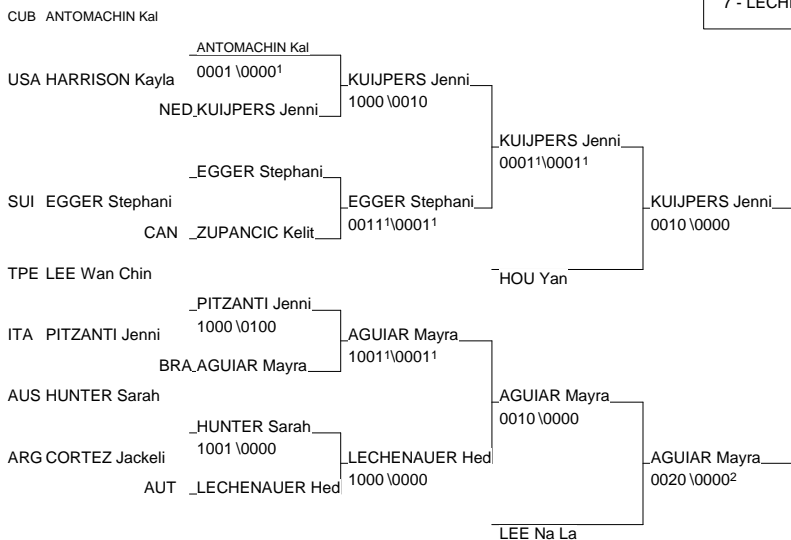 7 - LECH
CUB ANTOMACHIN Kal
ANTOMACHIN Kal
0001 \0000¹
USA HARRISON Kayla
KUIJPERS Jenni
1000 \0010
NED KUIJPERS Jenni
KUIJPERS Jenni
0001¹\0001¹
EGGER Stephani
SUI EGGER Stephani
EGGER Stephani
0011¹\0001¹
KUIJPERS Jenni
0010 \0000
CAN ZUPANCIC Kelit
TPE LEE Wan Chin
HOU Yan
PITZANTI Jenni
1000 \0100
ITA PITZANTI Jenni
AGUIAR Mayra
1001¹\0001¹
BRA AGUIAR Mayra
AUS HUNTER Sarah
AGUIAR Mayra
0010 \0000
HUNTER Sarah
1001 \0000
ARG CORTEZ Jackeli
LECHENAUER Hed
1000 \0000
AGUIAR Mayra
0020 \0000²
AUT LECHENAUER Hed
LEE Na La